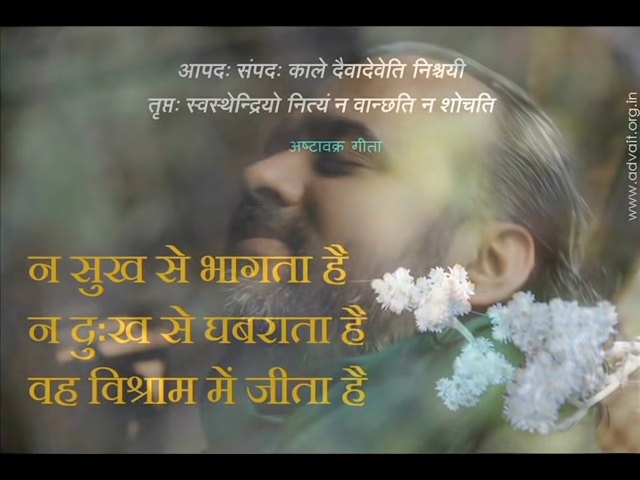 आपदः संपदः काले दैवादेवेति निश्चयी
तृप्तः स्वस्थेन्द्रियो नित्यं न वान्छति न शोचति
अष्टावक्र गीता
www.advait.org.in
न सुख से भागता है
न दुःख से घबराता है
वह विश्राम में जीता है